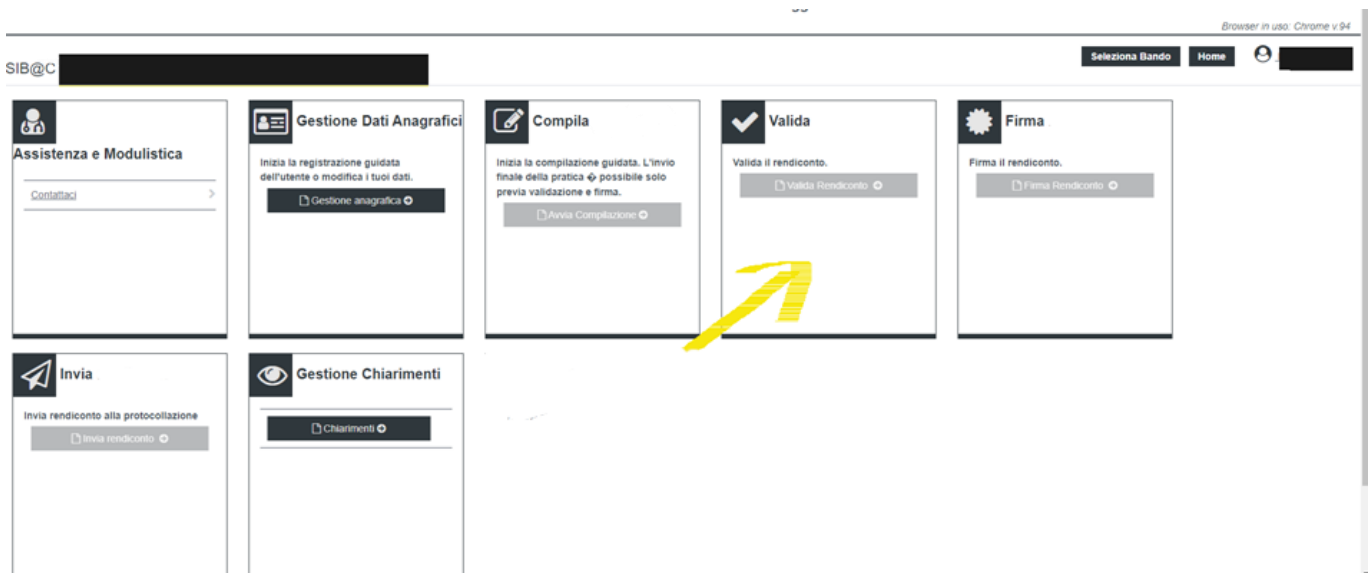 Browser in uso: Chrome v.94
SIB@C
Seleziona Bando
Home
Assistenza e Modulistica
Contattaci
Gestione Dati Anagrafici
Inizia la registrazione guidata
dell'utente o modifica i tuoi dati.
Gestione anagrafica
Compila
Inizia la compilazione guidata. L'invio
finale della pratica � possibile solo
previa validazione e firma.
Avvia Compilazione
Valida
Valida il rendiconto.
Valida Rendiconto
Firma
Firma il rendiconto.
Firma Rendiconto
Invia
Invia rendiconto alla protocollazione
Invia rendiconto
Gestione Chiarimenti
Chiarimenti